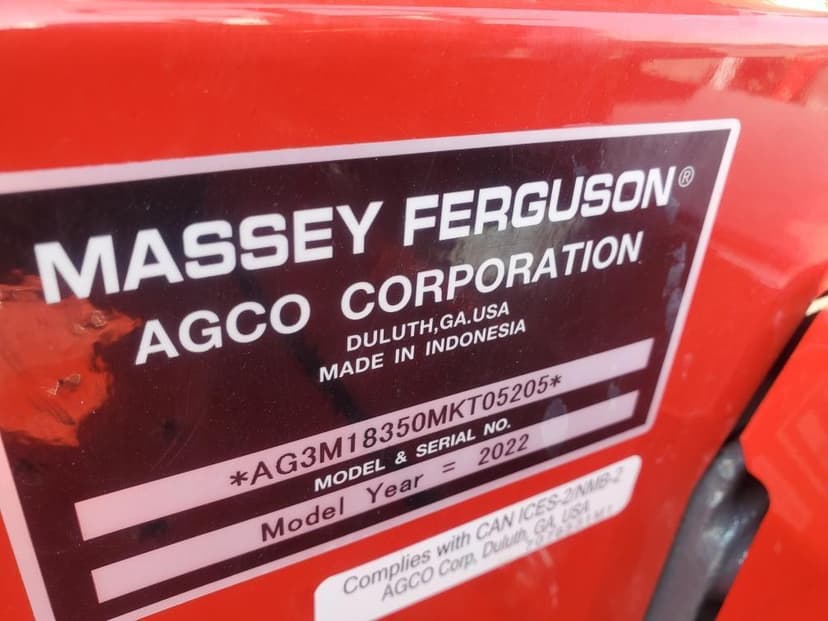 MASSEY FERGUSON®
AGCO CORPORATION
DULUTH,GA.USA
MADE IN INDONESIA
*AG3M18350MKT05205*
MODEL & SERIAL NO.
Model Year = 2022
Complies with CAN ICES-2/NMB-2
AGCO Corp, Duluth, GA, USA